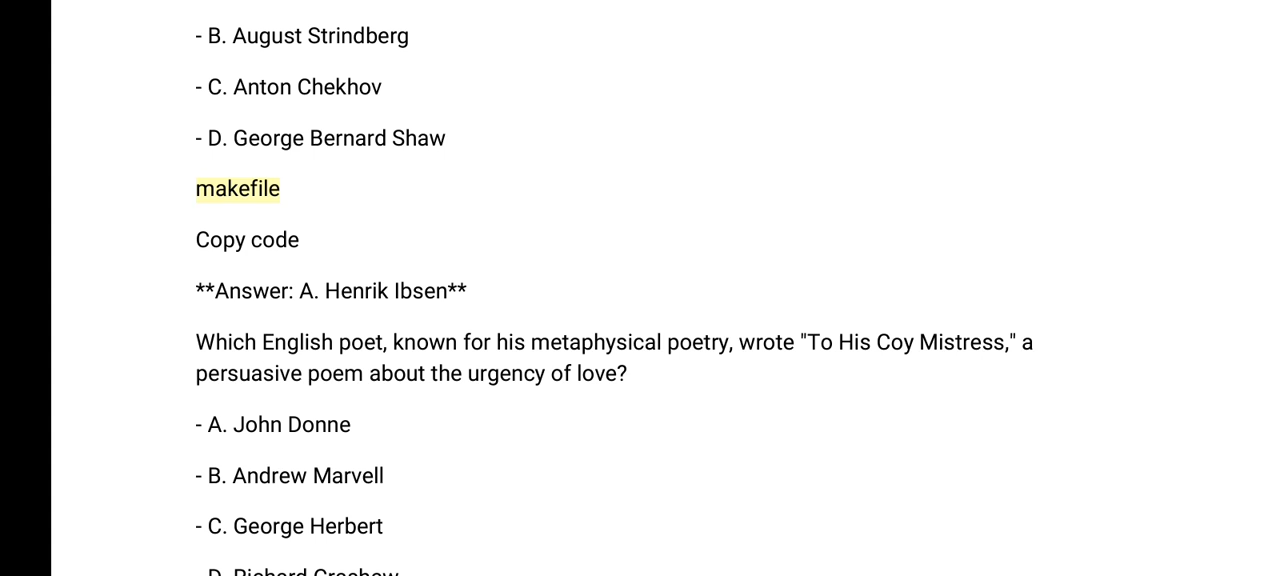 - B. August Strindberg
- C. Anton Chekhov
- D. George Bernard Shaw
makefile
Copy code
**Answer: A. Henrik Ibsen**
Which English poet, known for his metaphysical poetry, wrote "To His Coy Mistress," a
persuasive poem about the urgency of love?
- A. John Donne
- B. Andrew Marvell
- C. George Herbert
- D. Richard Crashaw